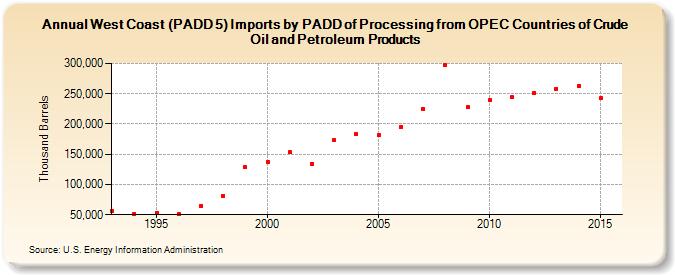 Annual West Coast (PADD 5) Imports by PADD of Processing from OPEC Countries of Crude
Oil and Petroleum Products
Thousand Barrels
300,000
250,000
200,000
150,000
100,000
50,000
1995
2000
2005
2010
2015
Source: U.S. Energy Information Administration